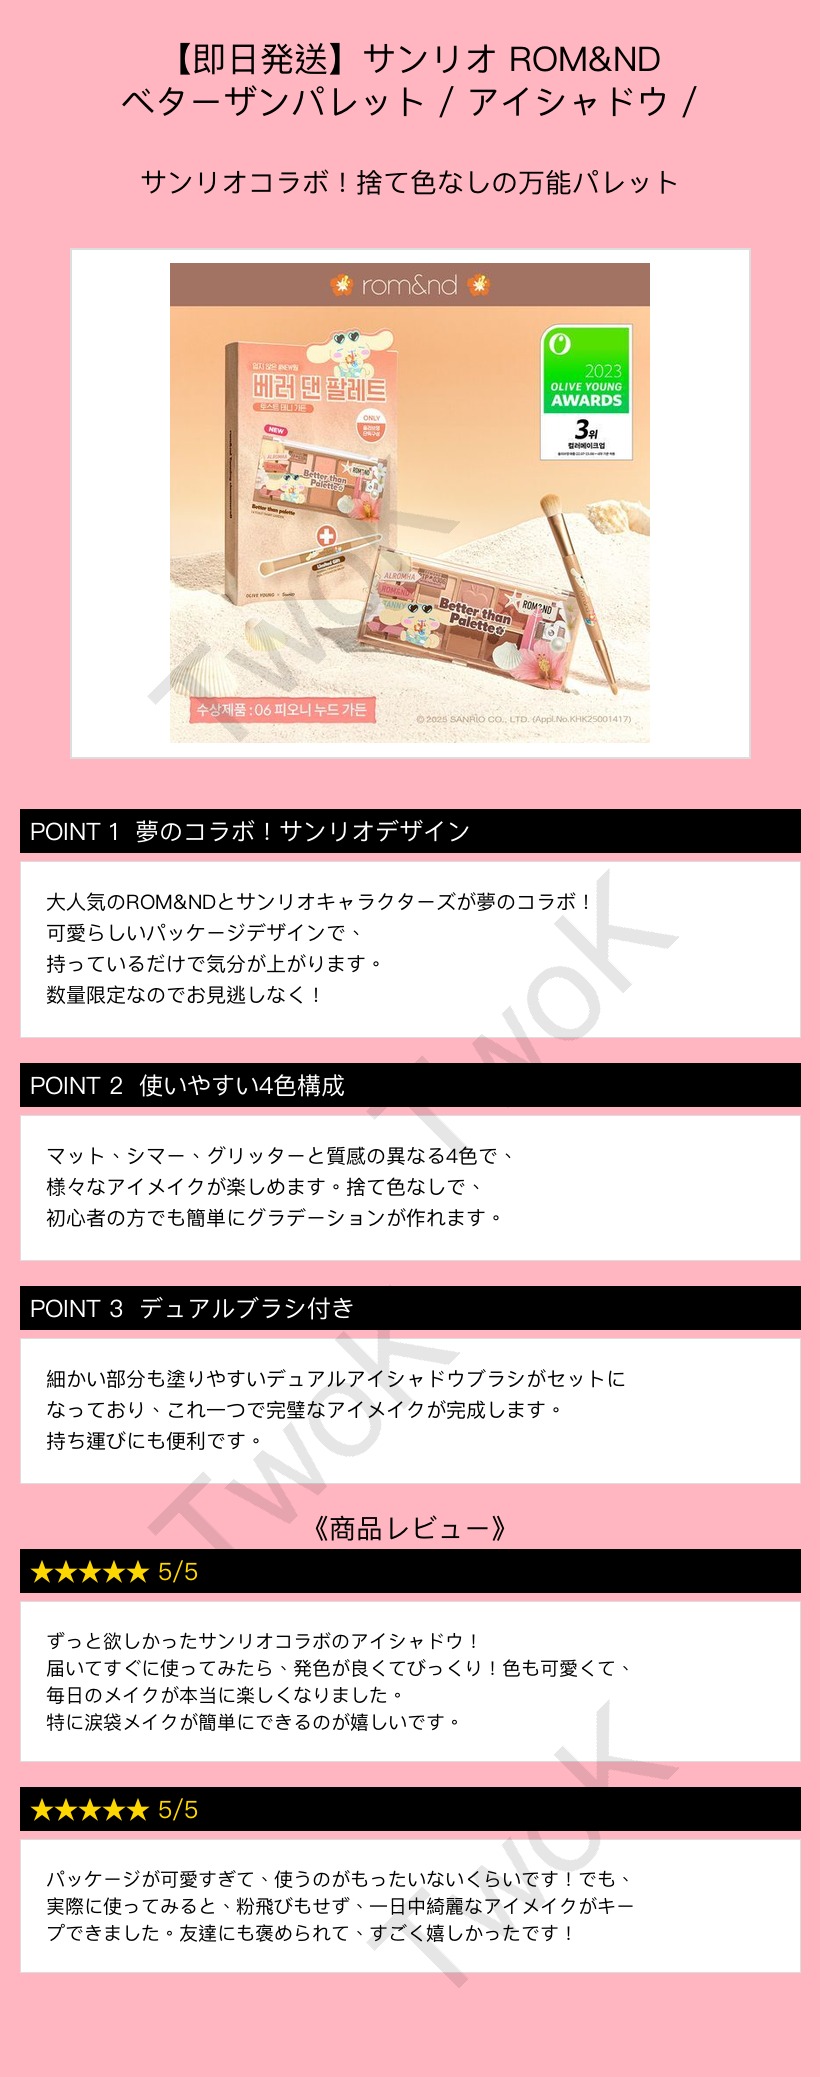 【即日発送】サンリオ ROM&ND
ベターザンパレット / アイシャドウ /
サンリオコラボ！捨て色なしの万能パレット
rom&nd
베러 댄 팔레트
ONLY
NEW
Better than Palette
ROM&ND
Better than palette
OLIVE YOUNG × Sanrio
O
2023
OLIVE YOUNG
AWARDS
3위
컬러메이크업
ROM&ND
ROM&ND
Better than
Palette
수상제품 : 06 피오니 누드 가든
© 2025 SANRIO CO., LTD. (Appl.No.KHK25001417)
TwoK
POINT 1 夢のコラボ！サンリオデザイン
大人気のROM&NDとサンリオキャラクターズが夢のコラボ！
可愛らしいパッケージデザインで、
持っているだけで気分が上がります。
数量限定なのでお見逃しなく！
TwoK
POINT 2 使いやすい4色構成
マット、シマー、グリッターと質感の異なる4色で、
様々なアイメイクが楽しめます。捨て色なしで、
初心者の方でも簡単にグラデーションが作れます。
POINT 3 デュアルブラシ付き
細かい部分も塗りやすいデュアルアイシャドウブラシがセットに
なっており、これ一つで完璧なアイメイクが完成します。
持ち運びにも便利です。
TwoK
《商品レビュー》
★★★★★ 5/5
ずっと欲しかったサンリオコラボのアイシャドウ！
届いてすぐに使ってみたら、発色が良くてびっくり！色も可愛くて、
毎日のメイクが本当に楽しくなりました。
特に涙袋メイクが簡単にできるのが嬉しいです。
★★★★★ 5/5
パッケージが可愛すぎて、使うのがもったいないくらいです！でも、
実際に使ってみると、粉飛びもせず、一日中綺麗なアイメイクがキー
プできました。友達にも褒められて、すごく嬉しかったです！
TwoK